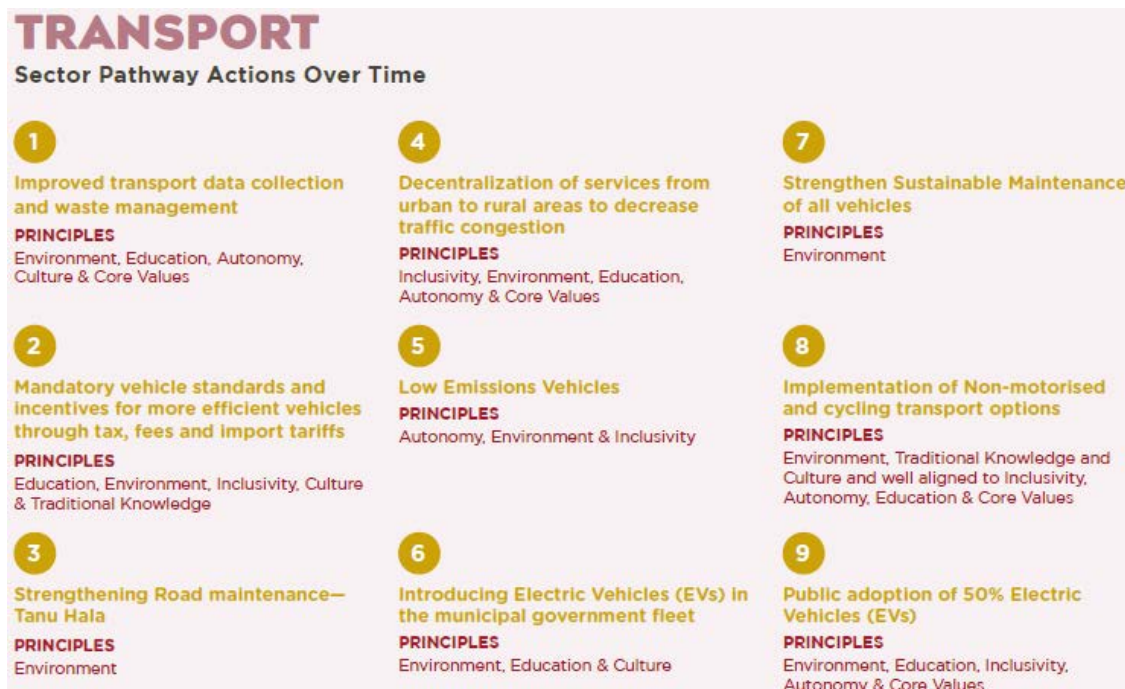 TRANSPORT
Sector Pathway Actions Over Time
1
Improved transport data collection
and waste management
PRINCIPLES
Environment, Education, Autonomy,
Culture & Core Values
2
Mandatory vehicle standards and
incentives for more efficient vehicles
through tax, fees and import tariffs
PRINCIPLES
Education, Environment, Inclusivity, Culture
& Traditional Knowledge
3
Strengthening Road maintenance—
Tanu Hala
PRINCIPLES
Environment
4
Decentralization of services from
urban to rural areas to decrease
traffic congestion
PRINCIPLES
Inclusivity, Environment, Education,
Autonomy & Core Values
5
Low Emissions Vehicles
PRINCIPLES
Autonomy, Environment & Inclusivity
6
Introducing Electric Vehicles (EVs) in
the municipal government fleet
PRINCIPLES
Environment, Education & Culture
7
Strengthen Sustainable Maintenance
of all vehicles
PRINCIPLES
Environment
8
Implementation of Non-motorised
and cycling transport options
PRINCIPLES
Environment, Traditional Knowledge and
Culture and well aligned to Inclusivity,
Autonomy, Education & Core Values
9
Public adoption of 50% Electric
Vehicles (EVs)
PRINCIPLES
Environment, Education, Inclusivity,
Autonomy & Core Values